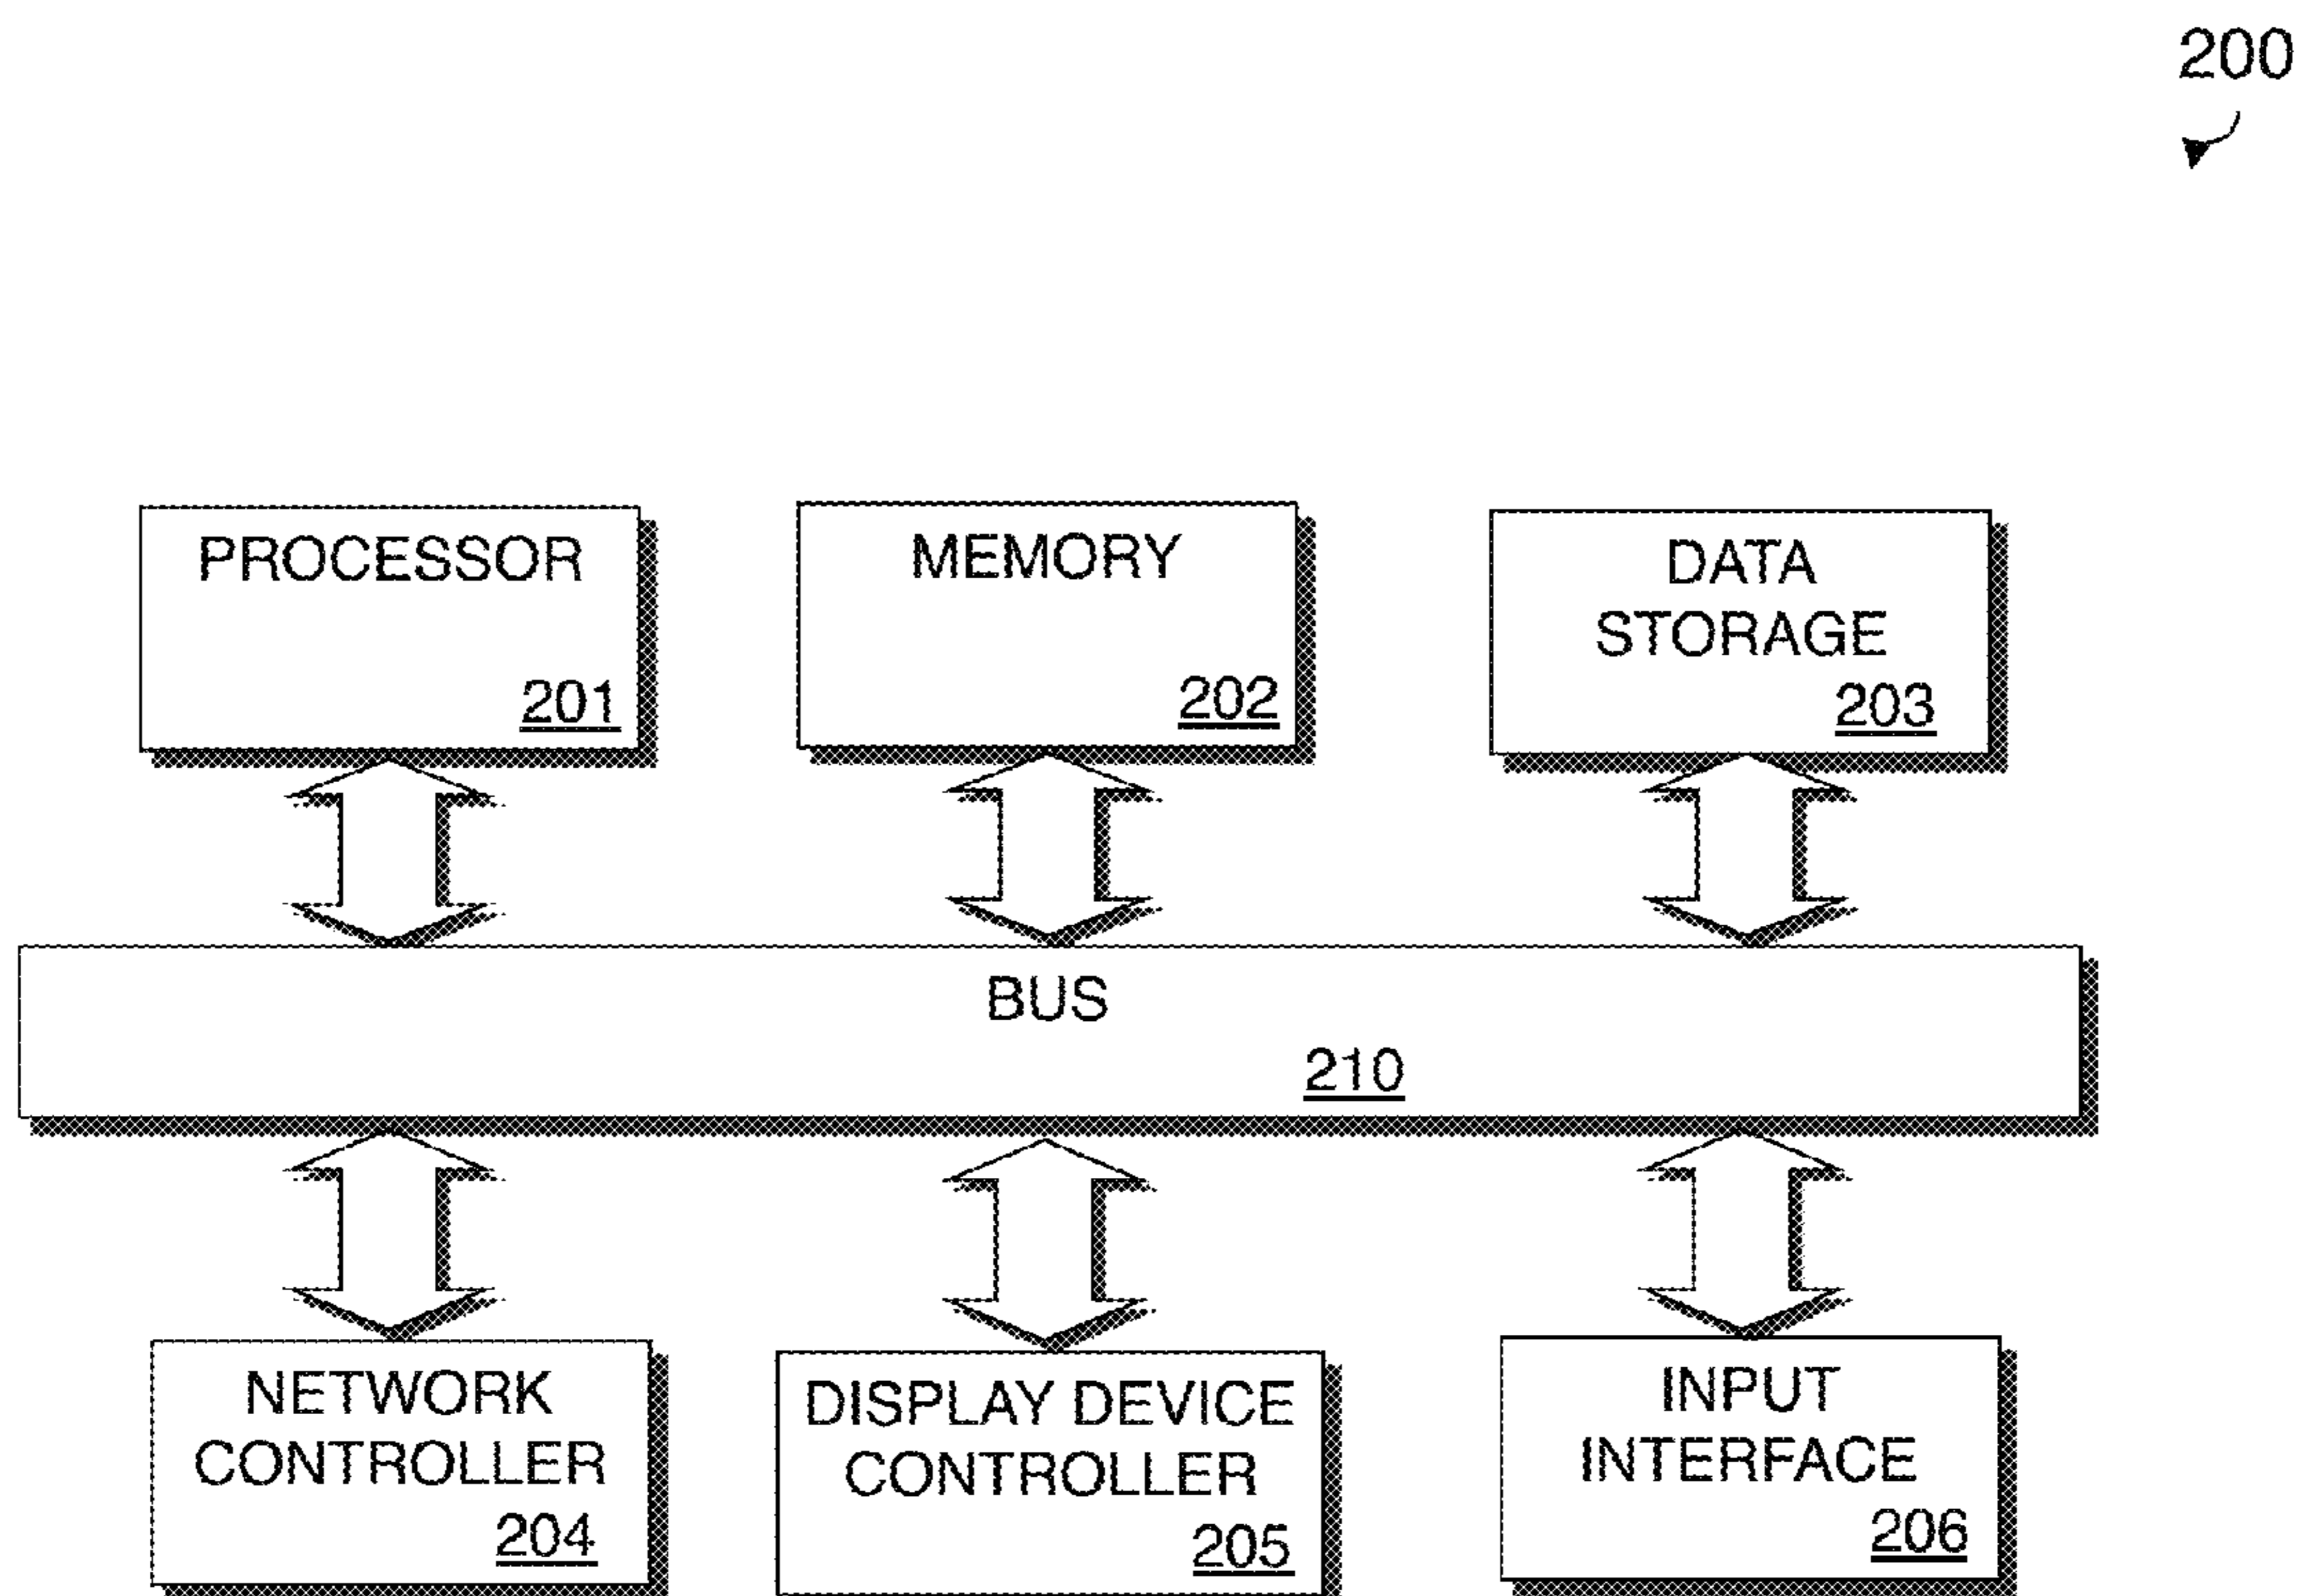 200
PROCESSOR
201
MEMORY
202
DATA
STORAGE
203
BUS
210
NETWORK
CONTROLLER
204
DISPLAY DEVICE
CONTROLLER
205
INPUT
INTERFACE
206